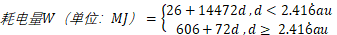 耗电量W（单位：MJ）= {26 + 14472d , d < 2.416au
606 + 72d , d ≥ 2.416au